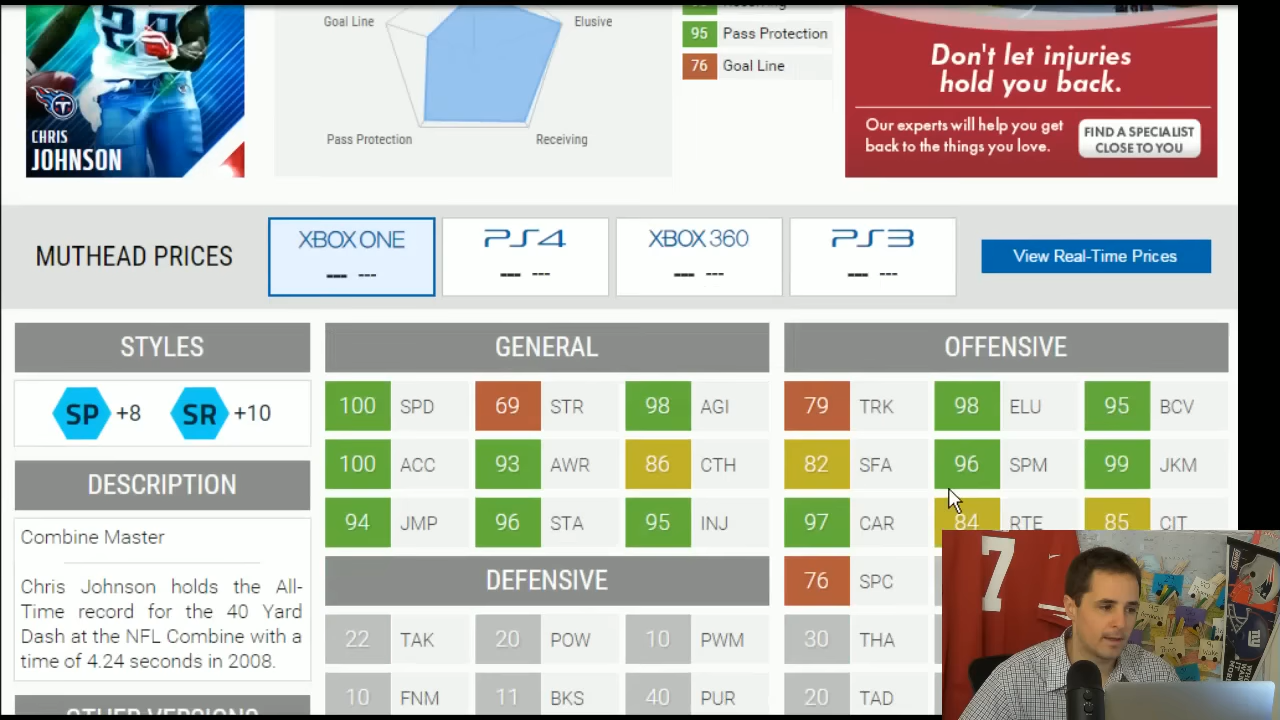 Goal Line
Elusive
Pass Protection
Receiving
95 Pass Protection
76 Goal Line
Don't let injuries
hold you back.
Our experts will help you get
back to the things you love.
FIND A SPECIALIST
CLOSE TO YOU
CHRIS
JOHNSON
MUTHEAD PRICES
XBOX ONE
--- ---
PS4
--- ---
XBOX 360
--- ---
PS3
--- ---
View Real-Time Prices
STYLES
SP +8 SR +10
DESCRIPTION
Combine Master
Chris Johnson holds the All-
Time record for the 40 Yard
Dash at the NFL Combine with a
time of 4.24 seconds in 2008.
GENERAL
100 SPD 69 STR 98 AGI
100 ACC 93 AWR 86 CTH
94 JMP 96 STA 95 INJ
DEFENSIVE
22 TAK 20 POW 10 PWM
10 FNM 11 BKS 40 PUR
OFFENSIVE
79 TRK 98 ELU 95 BCV
82 SFA 96 SPM 99 JKM
97 CAR 84 RTE 85 CIT
76 SPC
30 THA
20 TAD
7